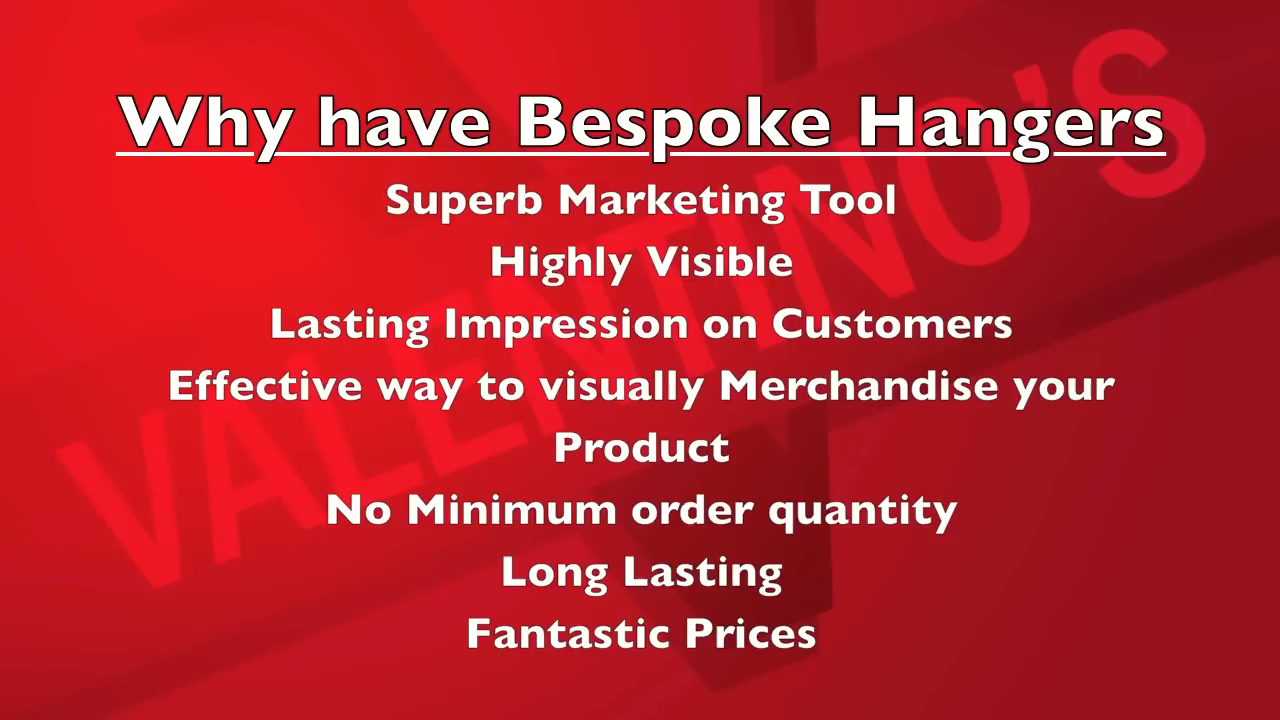 Why have Bespoke Hangers
Superb Marketing Tool
Highly Visible
Lasting Impression on Customers
Effective way to visually Merchandise your
Product
No Minimum order quantity
Long Lasting
Fantastic Prices
VALENTINO'S